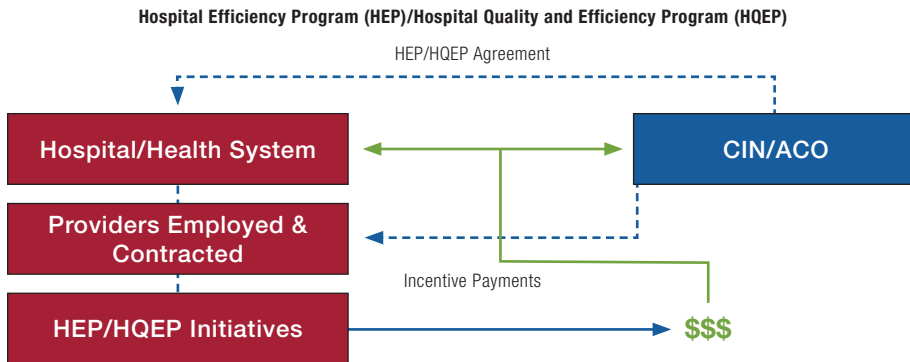 Hospital Efficiency Program (HEP)/Hospital Quality and Efficiency Program (HQEP)
HEP/HQEP Agreement
Hospital/Health System
CIN/ACO
Providers Employed &
Contracted
Incentive Payments
HEP/HQEP Initiatives
$$$